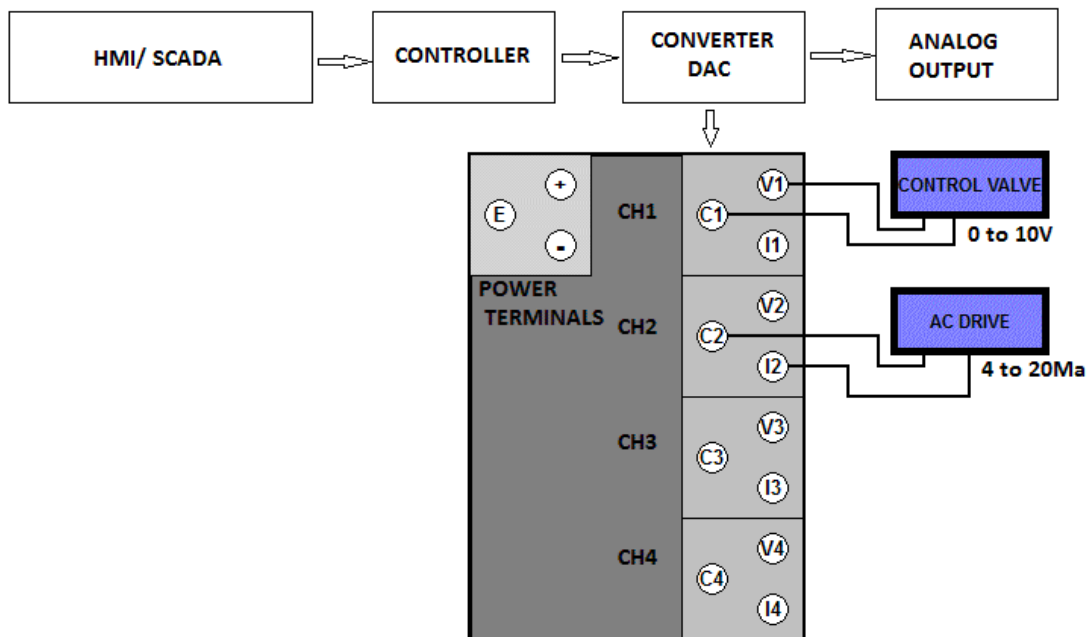 HMI/ SCADA
CONTROLLER
CONVERTER
DAC
ANALOG
OUTPUT
+
E
-
POWER
TERMINALS
CH1
V1
C1
I1
CONTROL VALVE
0 to 10V
CH2
V2
C2
I2
AC DRIVE
4 to 20Ma
CH3
V3
C3
I3
CH4
V4
C4
I4